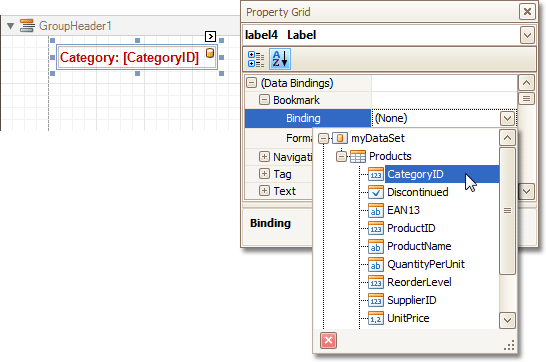 GroupHeader1
Category: [CategoryID]
Property Grid
label4 Label
A
Z
(Data Bindings)
Bookmark
Binding (None)
myDataSet
Products
123 CategoryID
Discontinued
ab EAN13
123 ProductID
ab ProductName
ab QuantityPerUnit
123 ReorderLevel
123 SupplierID
1,2 UnitPrice
Forma
Navigati
Tag
Text
Binding